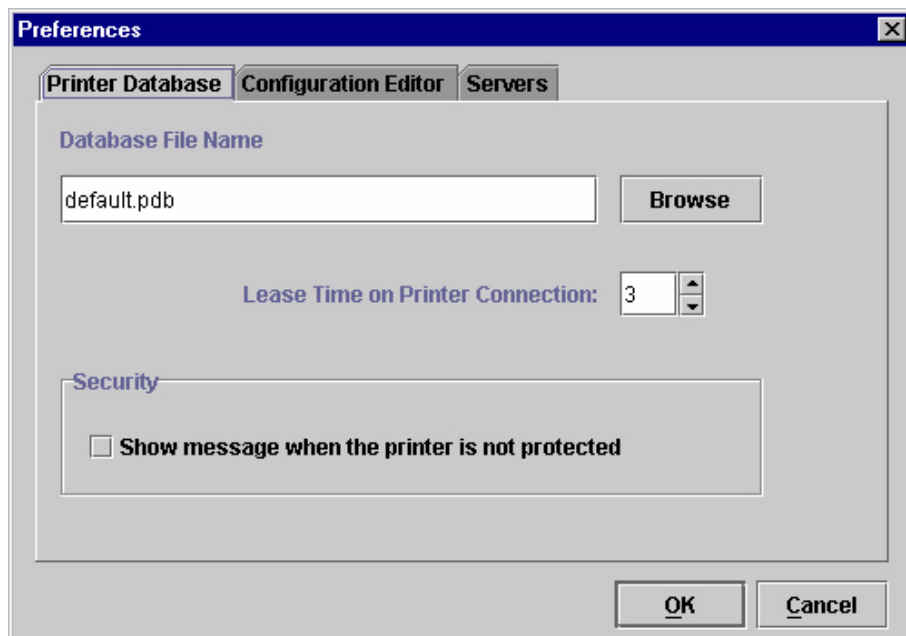 Preferences
Printer Database Configuration Editor Servers
Database File Name
default.pdb Browse
Lease Time on Printer Connection: 3
Security
Show message when the printer is not protected
OK Cancel